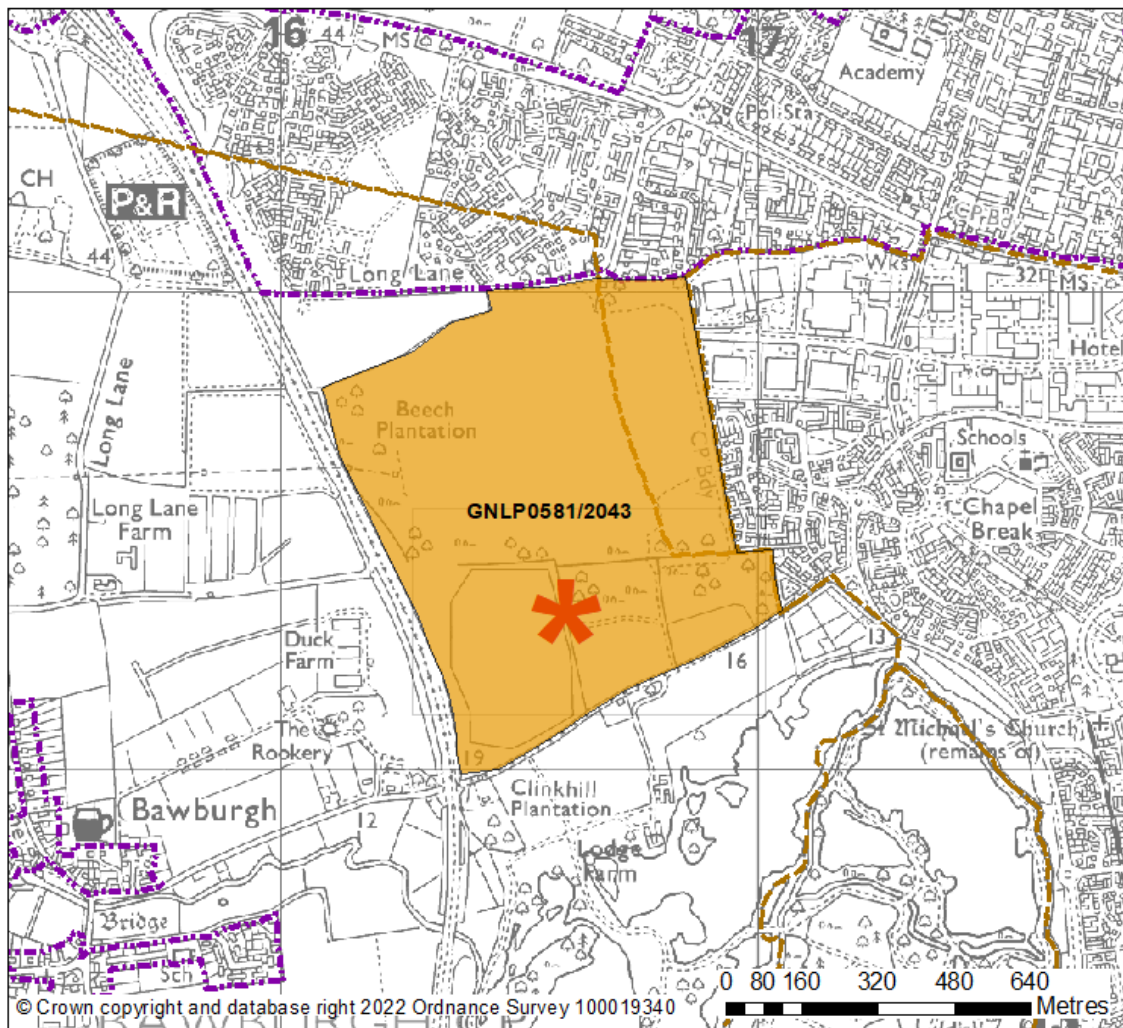 16
17
44
MS
Academy
Pol Sta
CH
P&R
44
Long Lane
Wks
32
MS
Hotel
Long Lane
Beech
Plantation
CP Bdy
Schools
Chapel
Break
GNLP0581/2043
Long Lane
Farm
Duck
Farm
13
16
The
Rookery
St Michael's Church
(remains of)
19
Clinkhill
Plantation
Bawburgh
12
Lodge
Farm
Bridge
Sch
0 80 160 320 480 640
Metres
© Crown copyright and database right 2022 Ordnance Survey 100019340
BAWBURGH CP